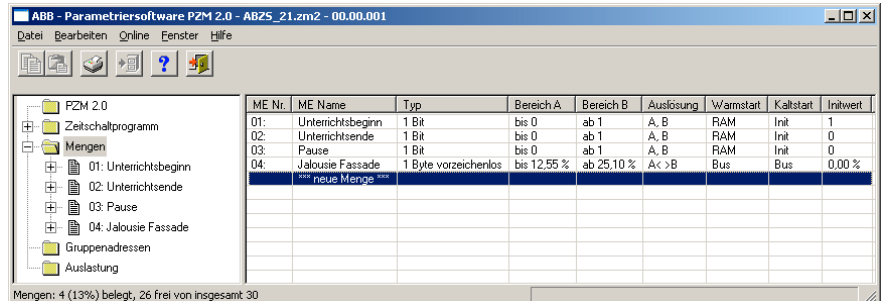 ABB - Parametriersoftware PZM 2.0 - ABZS_21.zm2 - 00.00.001
Datei Bearbeiten Online Fenster Hilfe
PZM 2.0
Zeitschaltprogramm
Mengen
01: Unterrichtsbeginn
02: Unterrichtsende
03: Pause
04: Jalousie Fassade
Gruppenadressen
Auslastung
ME Nr. ME Name Typ Bereich A Bereich B Auslösung Warmstart Kaltstart Initwert
01: Unterrichtsbeginn 1 Bit bis 0 ab 1 A, B RAM Init 1
02: Unterrichtsende 1 Bit bis 0 ab 1 A, B RAM Init 0
03: Pause 1 Bit bis 0 ab 1 A, B RAM Init 0
04: Jalousie Fassade 1 Byte vorzeichenlos bis 12,55 % ab 25,10 % A< >B Bus Bus 0,00 %
*** neue Menge ***
Mengen: 4 (13%) belegt, 26 frei von insgesamt 30